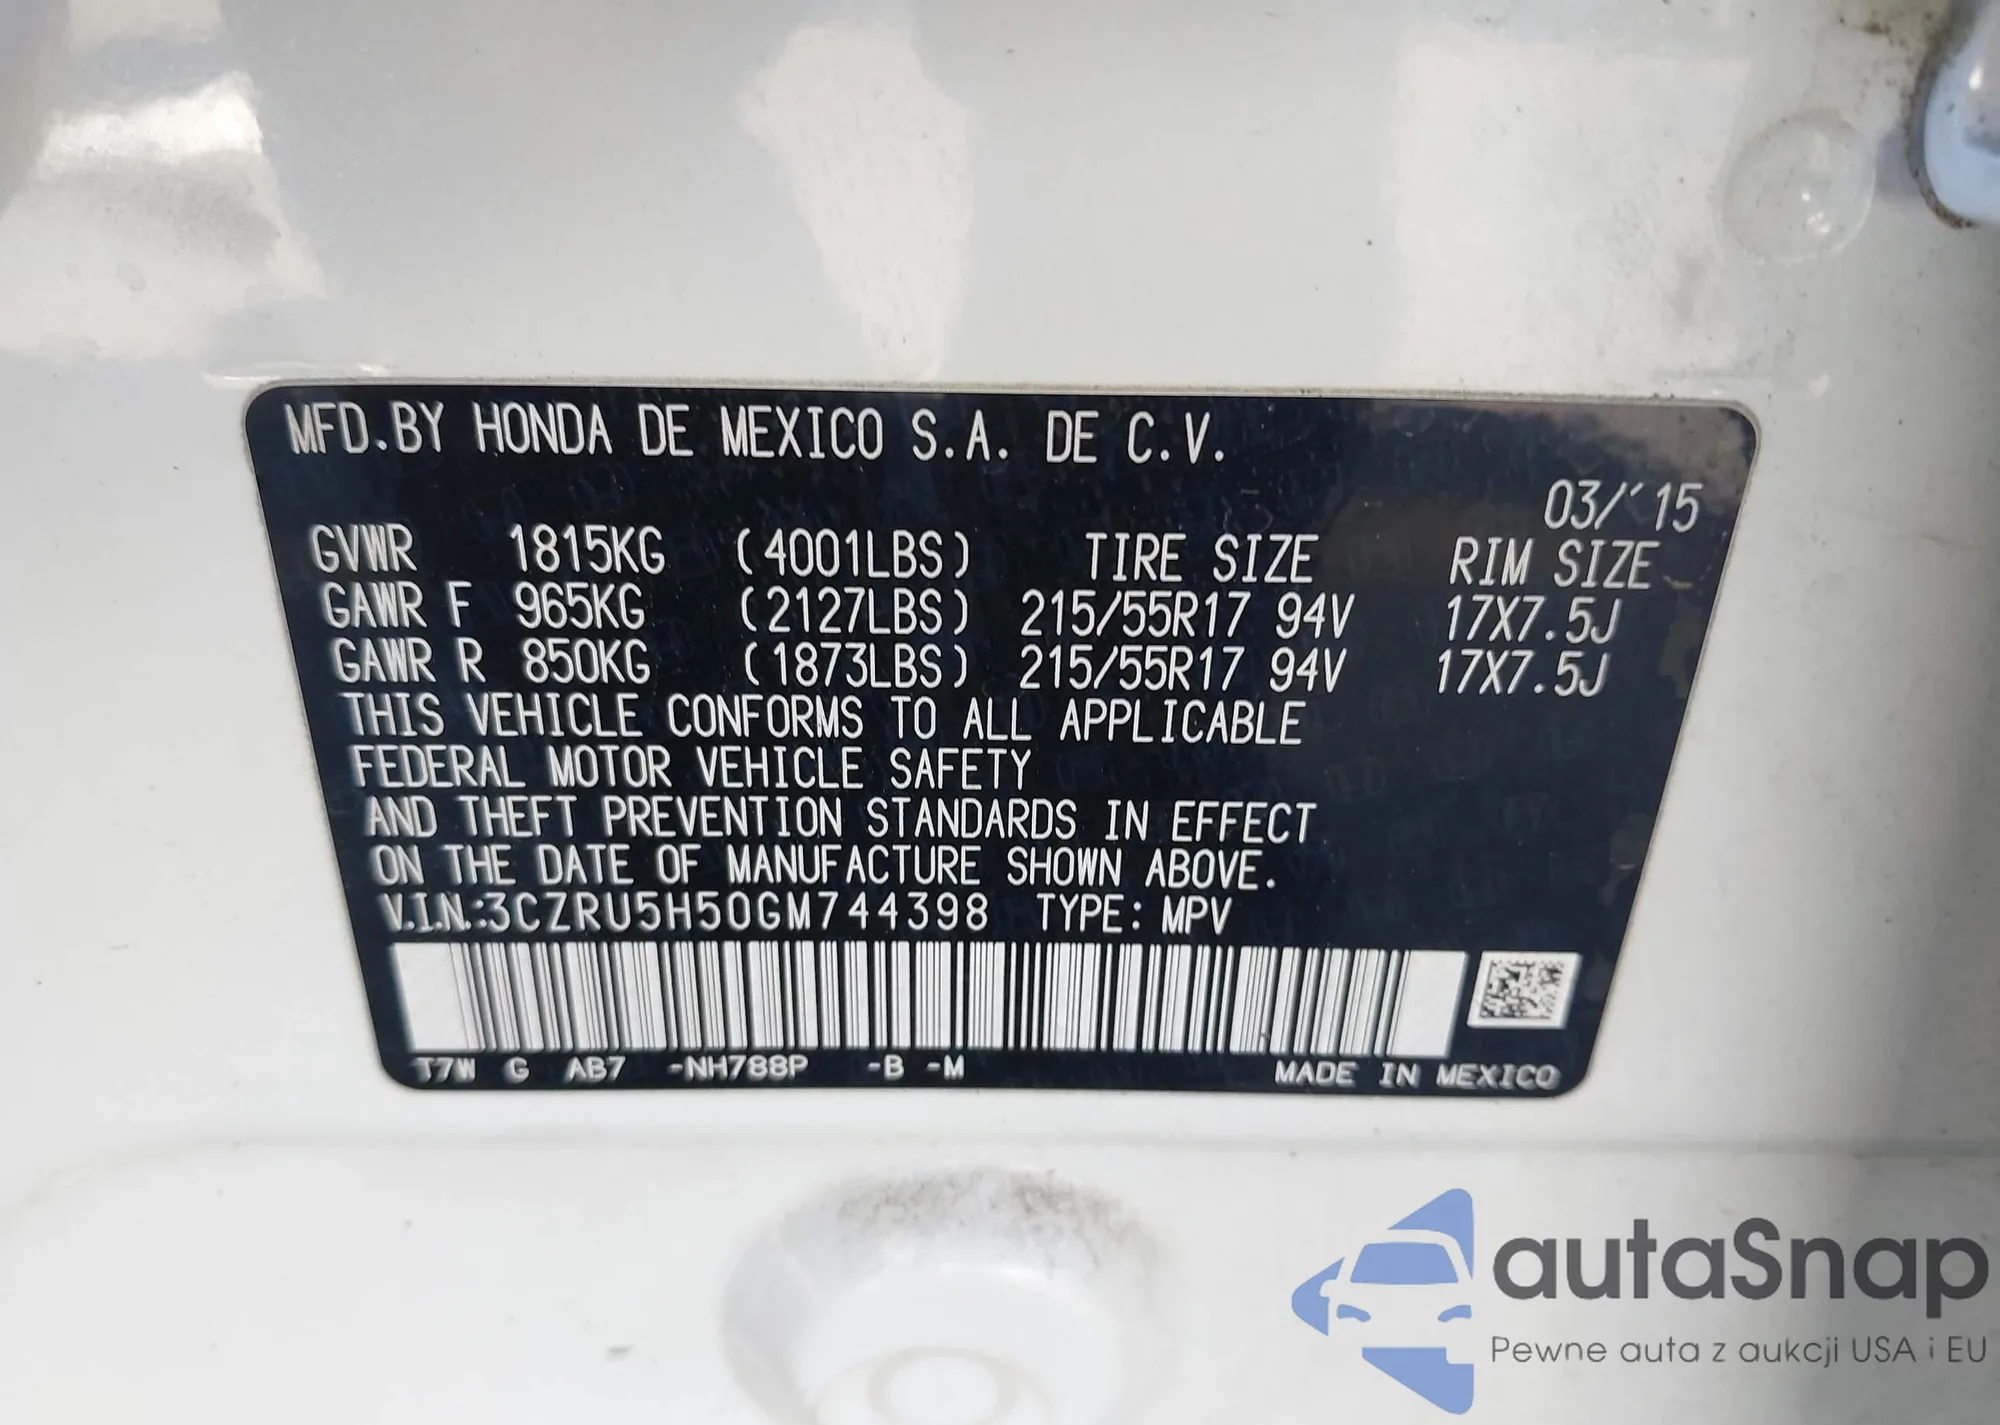 MFD.BY HONDA DE MEXICO S.A. DE C.V.
03/'15
GVWR 1815KG (4001LBS) TIRE SIZE RIM SIZE
GAWR F 965KG (2127LBS) 215/55R17 94V 17X7.5J
GAWR R 850KG (1873LBS) 215/55R17 94V 17X7.5J
THIS VEHICLE CONFORMS TO ALL APPLICABLE
FEDERAL MOTOR VEHICLE SAFETY
AND THEFT PREVENTION STANDARDS IN EFFECT
ON THE DATE OF MANUFACTURE SHOWN ABOVE.
V.I.N.:3CZRU5H50GM744398 TYPE: MPV
T7W G AB7 -NH788P -B -M MADE IN MEXICO
autaSnap
Pewne auta z aukcji USA i EU